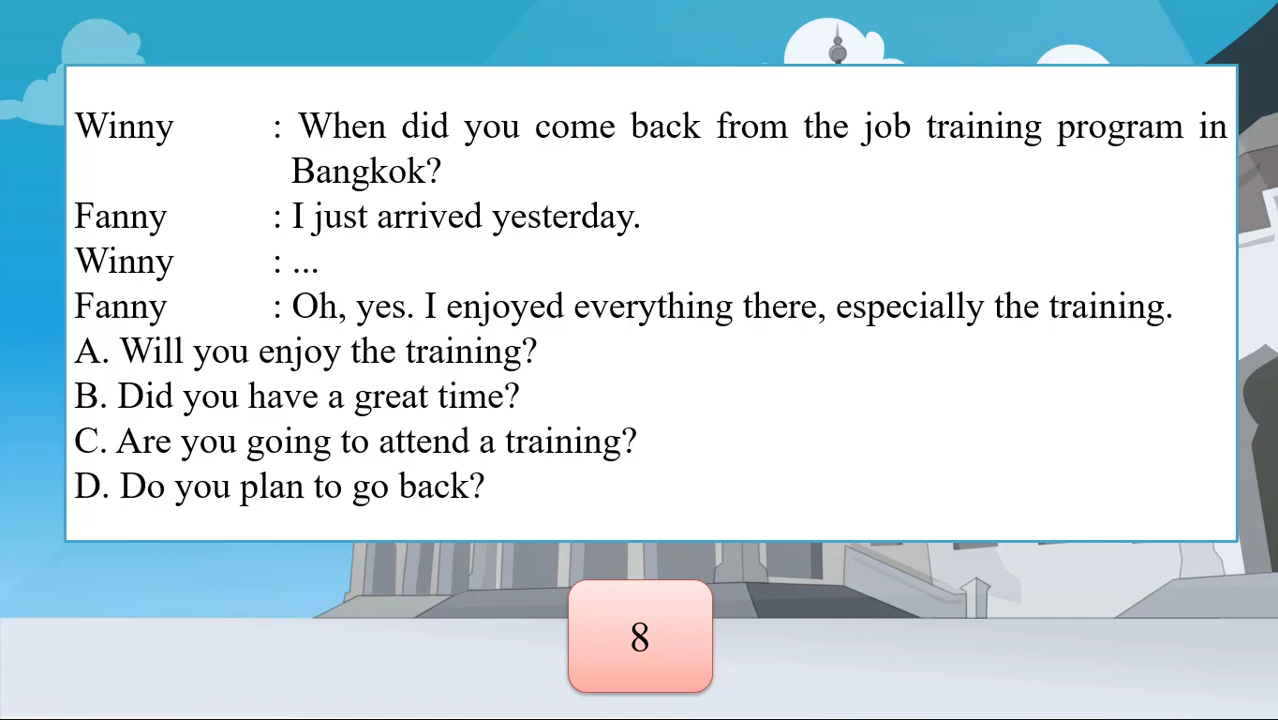 Winny : When did you come back from the job training program in
Bangkok?
Fanny : I just arrived yesterday.
Winny : ...
Fanny : Oh, yes. I enjoyed everything there, especially the training.
A. Will you enjoy the training?
B. Did you have a great time?
C. Are you going to attend a training?
D. Do you plan to go back?
8